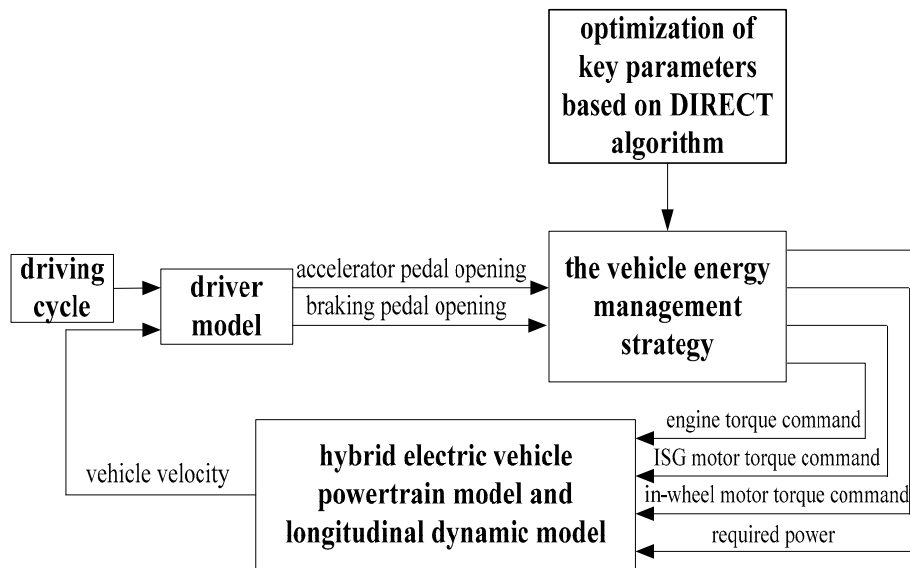 optimization of
key parameters
based on DIRECT
algorithm
driving
cycle
driver
model
accelerator pedal opening
braking pedal opening
the vehicle energy
management
strategy
engine torque command
ISG motor torque command
in-wheel motor torque command
required power
hybrid electric vehicle
powertrain model and
longitudinal dynamic model
vehicle velocity